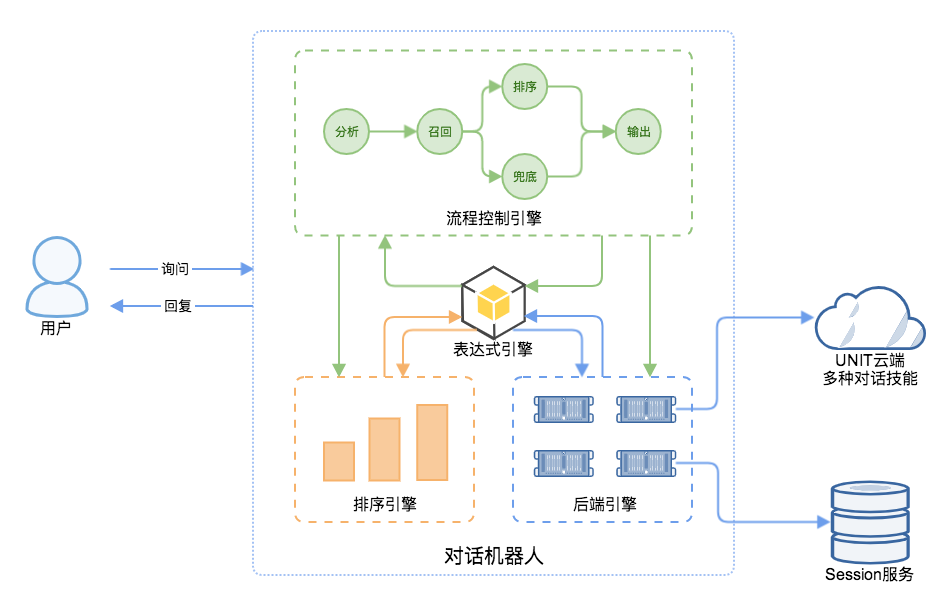 排序
分析
召回
输出
兜底
流程控制引擎
询问
回复
用户
表达式引擎
UNIT云端
多种对话技能
排序引擎
后端引擎
对话机器人
Session服务